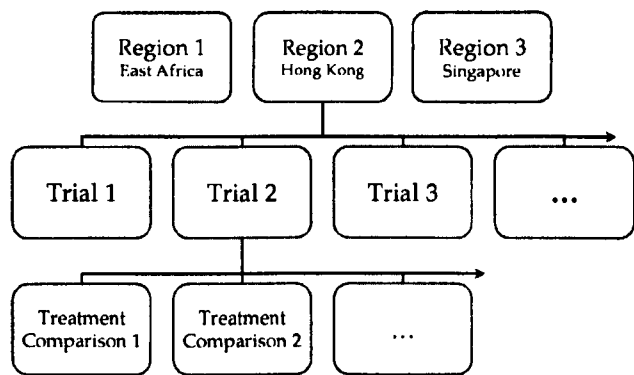 Region 1
East Africa
Region 2
Hong Kong
Region 3
Singapore
Trial 1
Trial 2
Trial 3
...
Treatment
Comparison 1
Treatment
Comparison 2
...